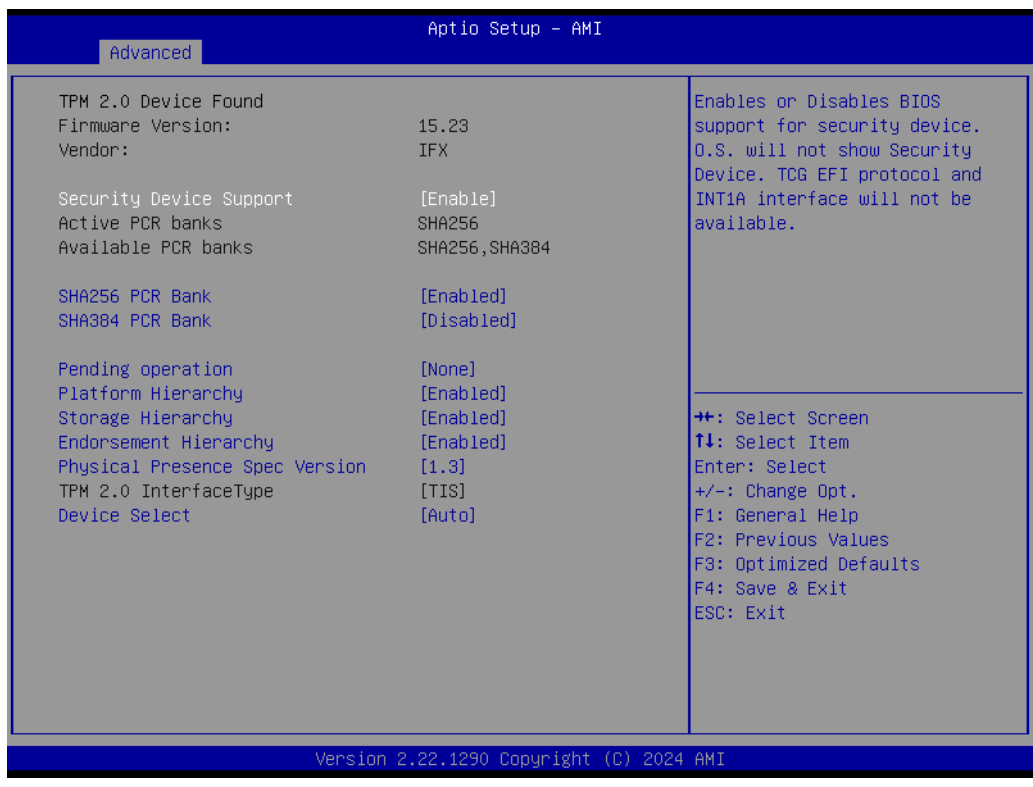 Aptio Setup – AMI
Advanced
TPM 2.0 Device Found
Firmware Version: 15.23
Vendor: IFX
Security Device Support [Enable]
Active PCR banks SHA256
Available PCR banks SHA256,SHA384
SHA256 PCR Bank [Enabled]
SHA384 PCR Bank [Disabled]
Pending operation [None]
Platform Hierarchy [Enabled]
Storage Hierarchy [Enabled]
Endorsement Hierarchy [Enabled]
Physical Presence Spec Version [1.3]
TPM 2.0 InterfaceType [TIS]
Device Select [Auto]
Enables or Disables BIOS
support for security device.
O.S. will not show Security
Device. TCG EFI protocol and
INT1A interface will not be
available.
→←: Select Screen
↑↓: Select Item
Enter: Select
+/-: Change Opt.
F1: General Help
F2: Previous Values
F3: Optimized Defaults
F4: Save & Exit
ESC: Exit
Version 2.22.1290 Copyright (C) 2024 AMI